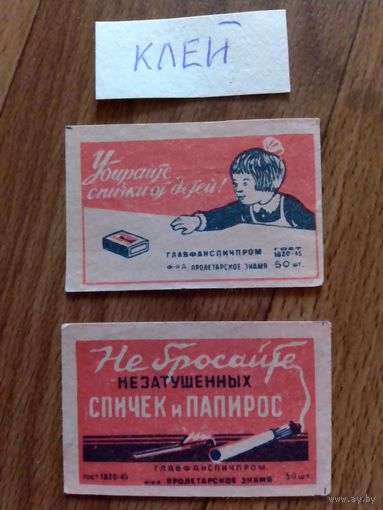 КЛЕЙ
Убирайте
спички от детей!
ГЛАВФАНСПИЧПРОМ ГОСТ
1820-45
Ф-КА ПРОЛЕТАРСКОЕ ЗНАМЯ 50 шт.
Не бросайте
НЕЗАТУШЕННЫХ
СПИЧЕК и ПАПИРОС
ГЛАВФАНСПИЧПРОМ
ГОСТ 1820-45 Ф-КА ПРОЛЕТАРСКОЕ ЗНАМЯ 50 шт.
www.ay.by